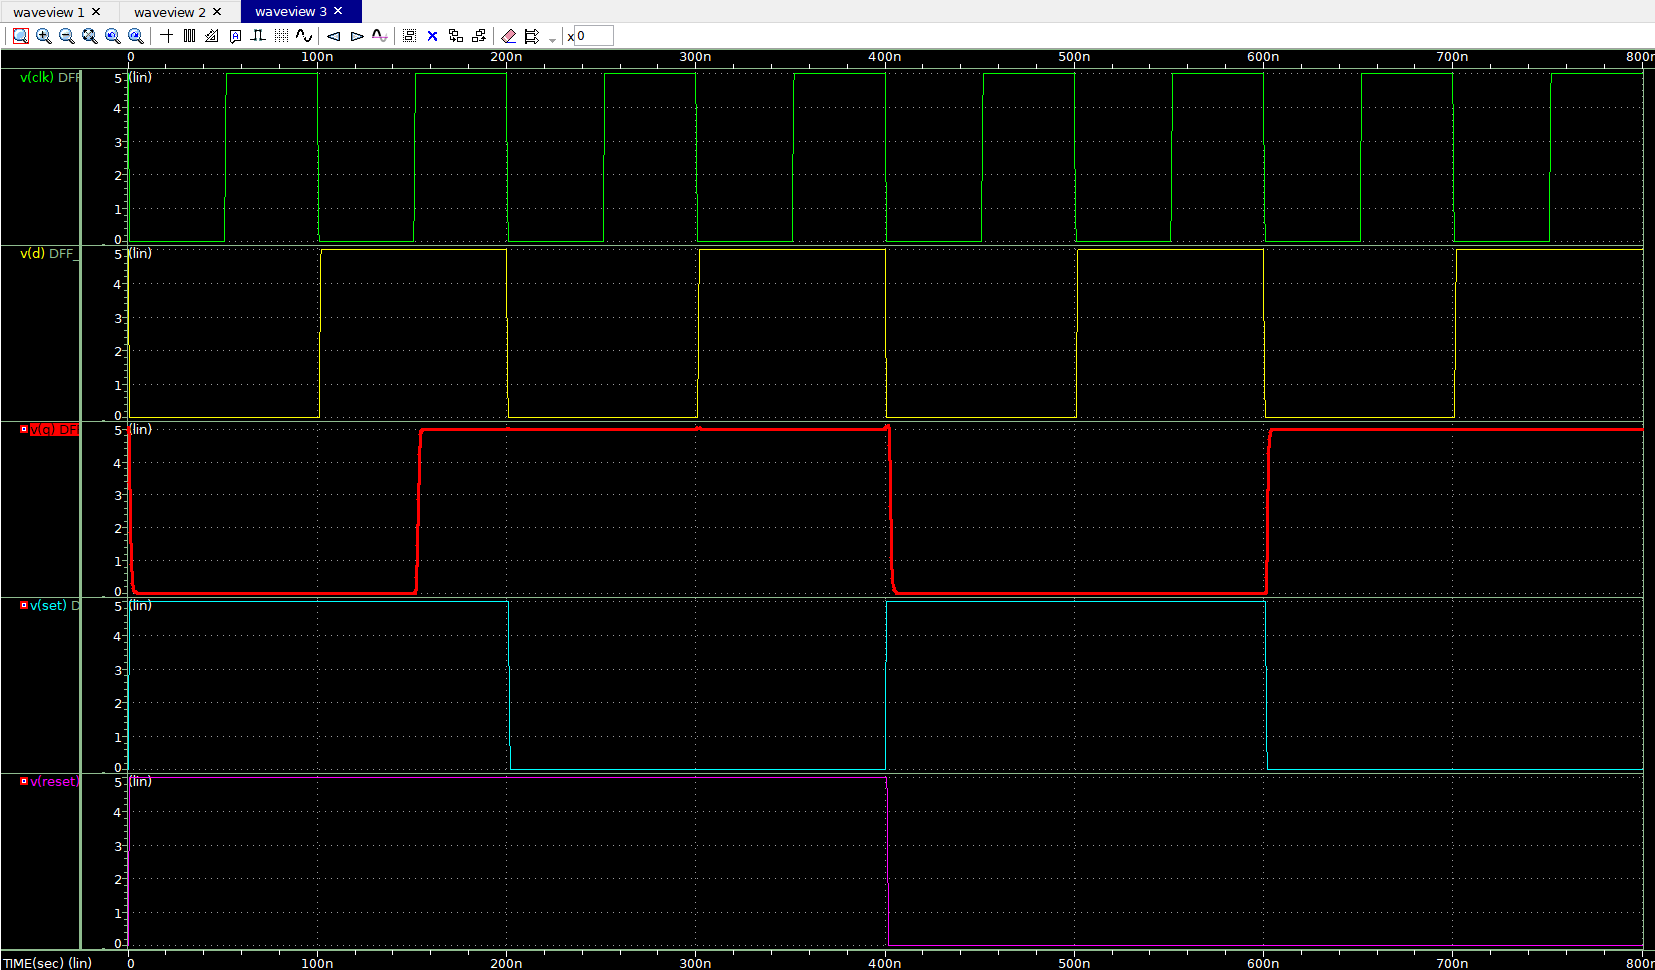 waveview 1 × waveview 2 × waveview 3 ×
x 0
0 100n 200n 300n 400n 500n 600n 700n 800n
v(clk) DFF 5 (lin)
4
3
2
1
0
v(d) DFF_ 5 (lin)
4
3
2
1
0
v(q) DF 5 (lin)
4
3
2
1
0
v(set) D 5 (lin)
4
3
2
1
0
v(reset) 5 (lin)
4
3
2
1
0
TIME(sec) (lin) 0 100n 200n 300n 400n 500n 600n 700n 800n